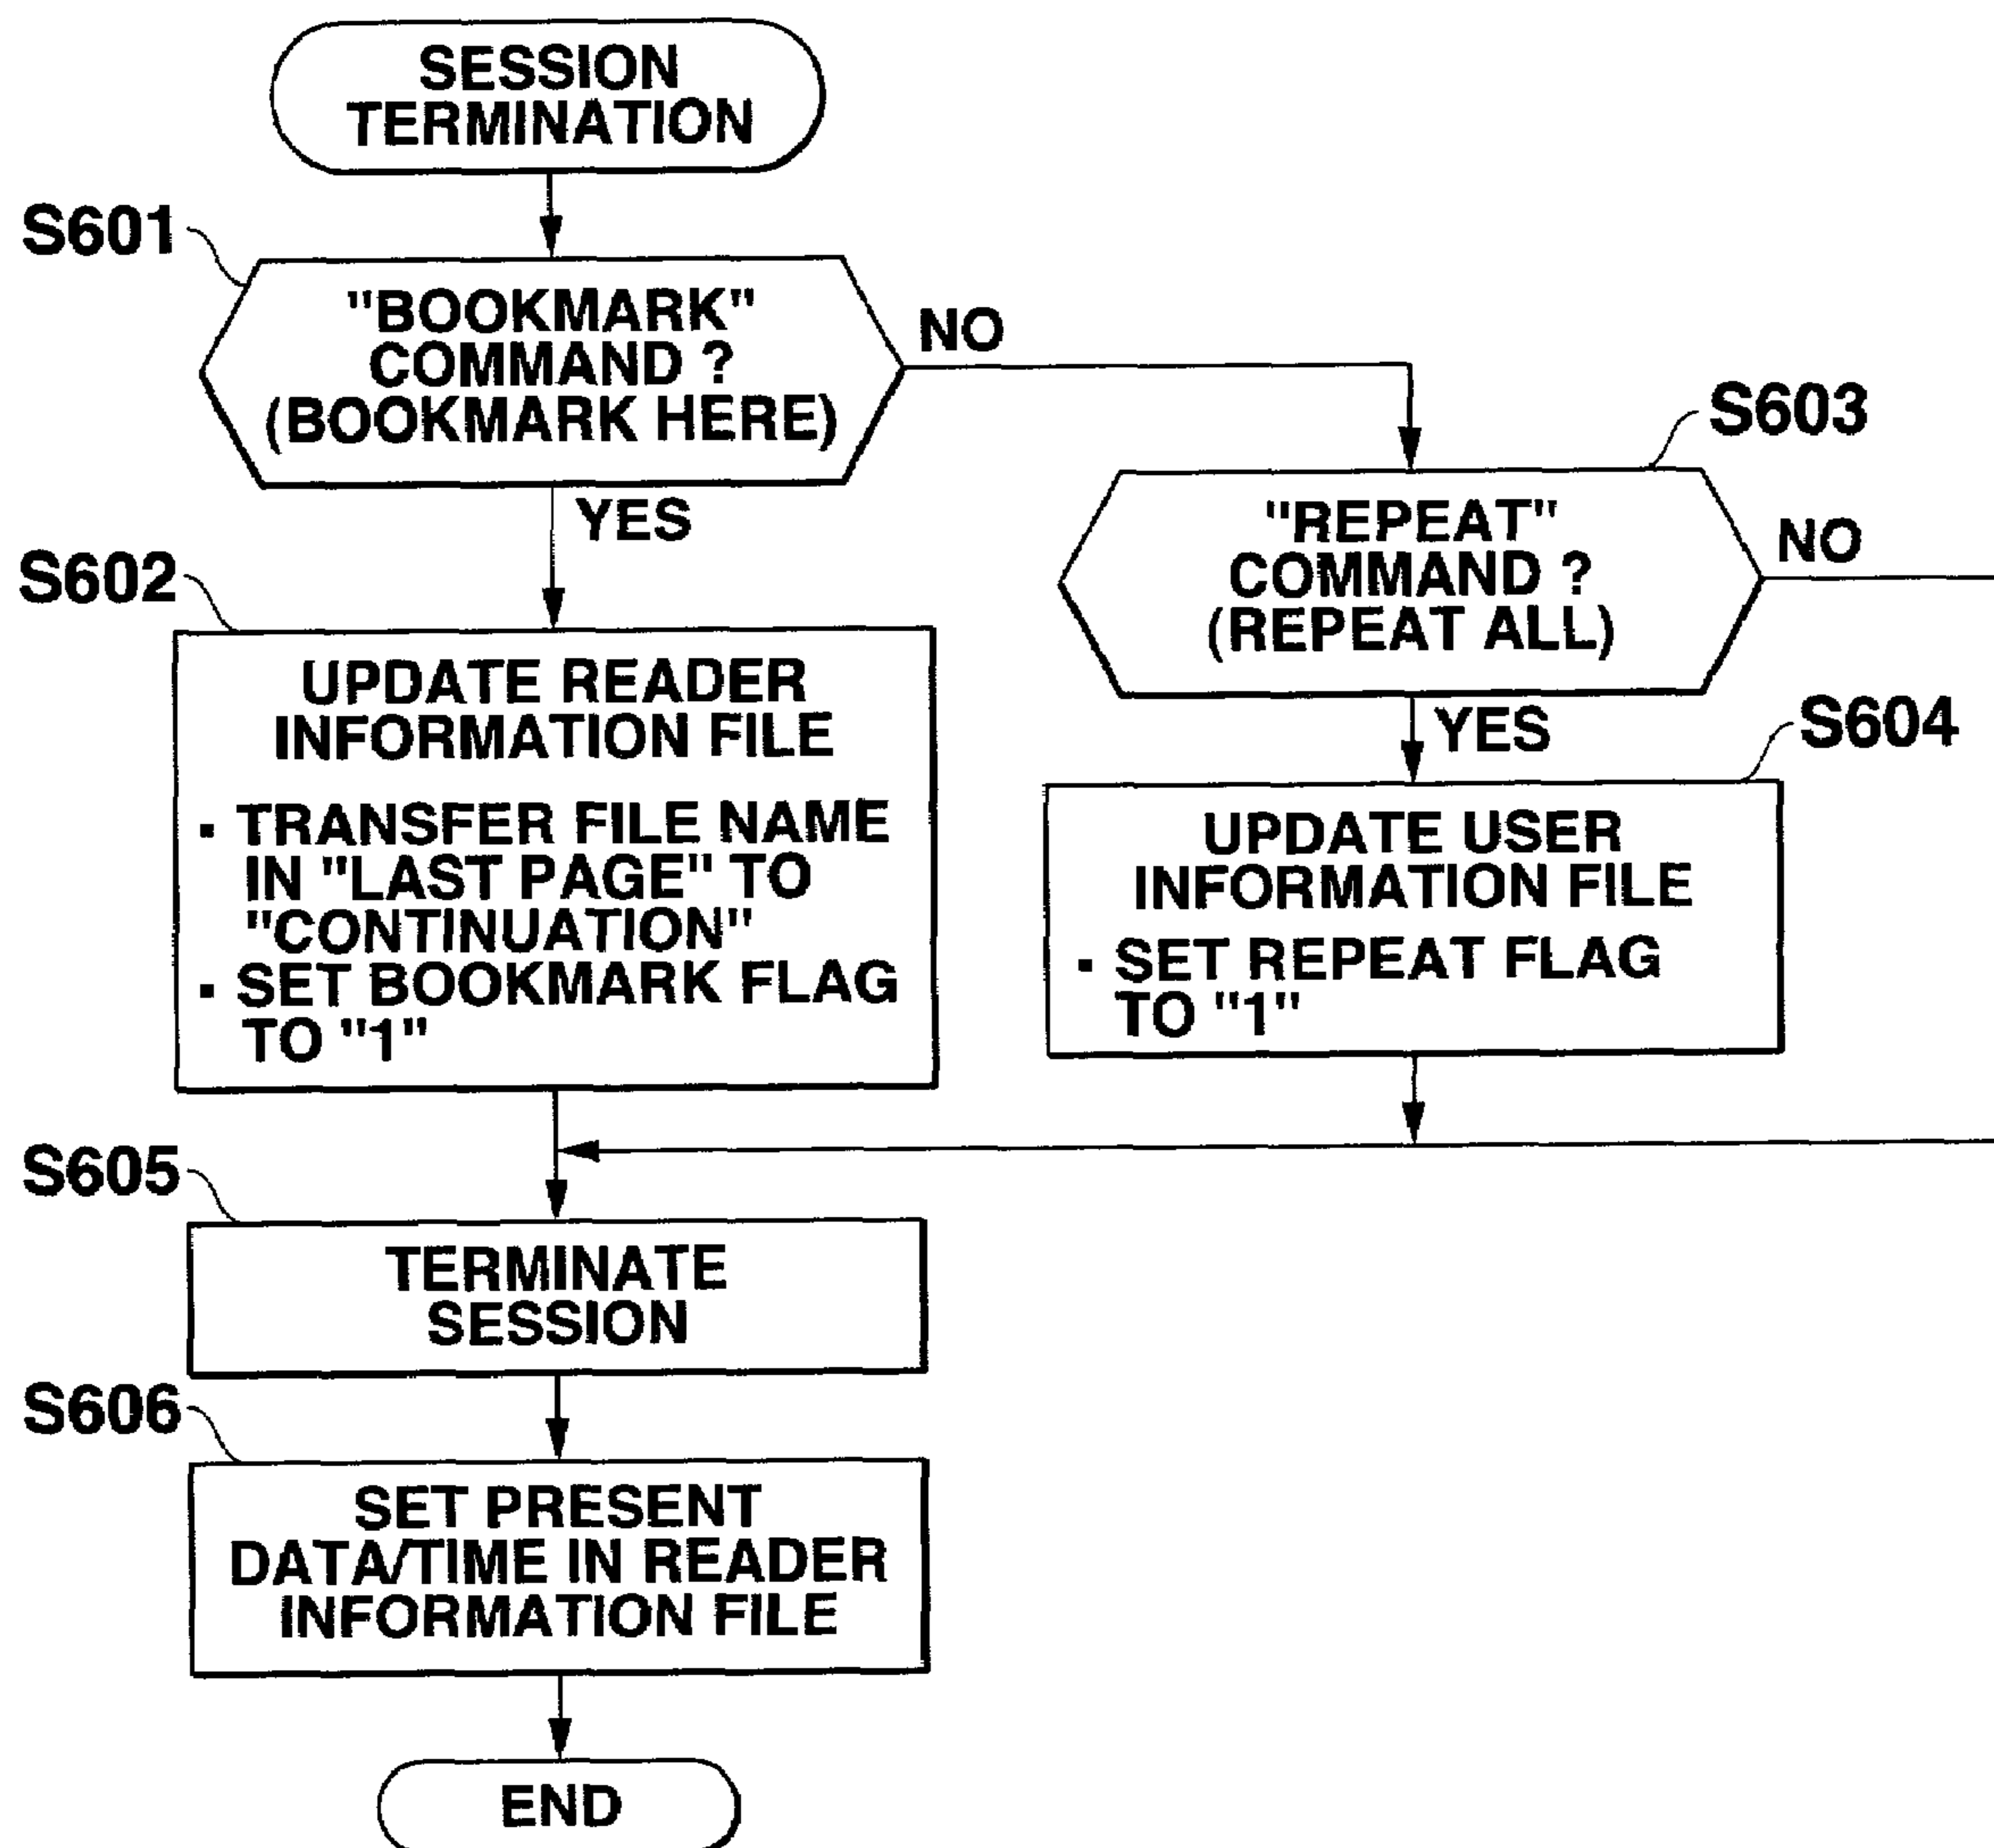 SESSION
TERMINATION
S601
"BOOKMARK"
COMMAND ?
(BOOKMARK HERE)
NO
YES
S603
"REPEAT"
COMMAND ?
(REPEAT ALL)
NO
YES
S602
UPDATE READER
INFORMATION FILE
▪ TRANSFER FILE NAME
IN "LAST PAGE" TO
"CONTINUATION"
▪ SET BOOKMARK FLAG
TO "1"
S604
UPDATE USER
INFORMATION FILE
▪ SET REPEAT FLAG
TO "1"
S605
TERMINATE
SESSION
S606
SET PRESENT
DATA/TIME IN READER
INFORMATION FILE
END